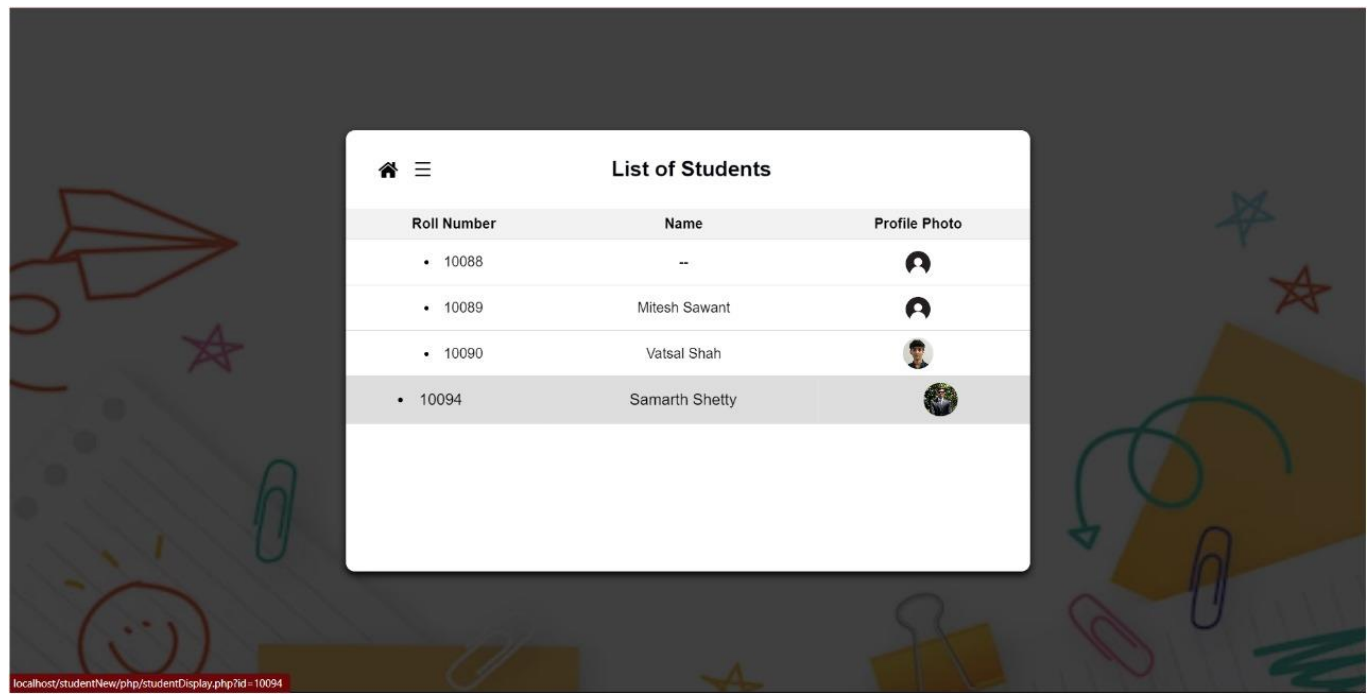 List of Students
Roll Number Name Profile Photo
• 10088 --
• 10089 Mitesh Sawant
• 10090 Vatsal Shah
• 10094 Samarth Shetty
localhost/studentNew/php/studentDisplay.php?id=10094